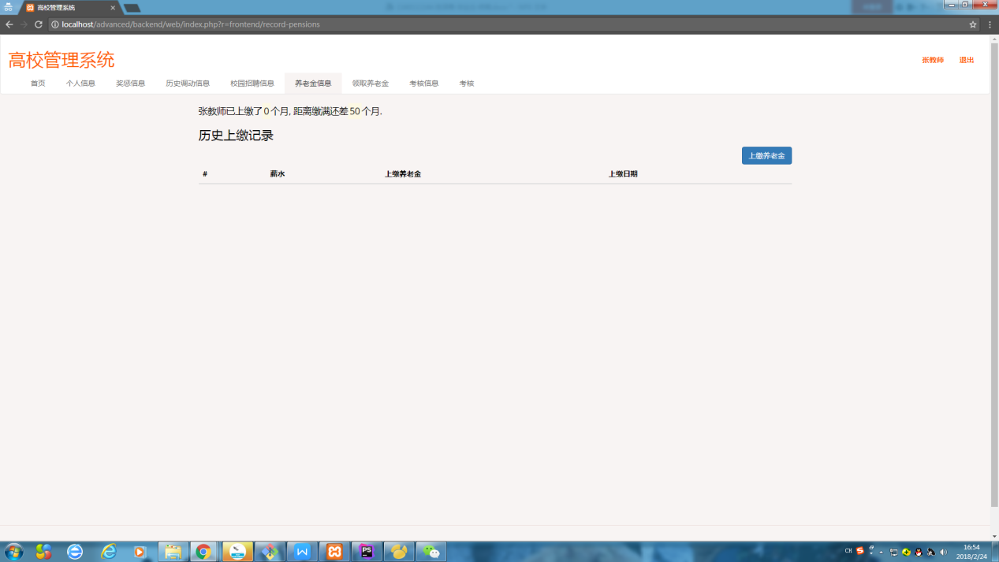 高校管理系统
localhost/advanced/backend/web/index.php?r=frontend/record-pensions
高校管理系统
张教师 退出
首页 个人信息 奖惩信息 历史调动信息 校园招聘信息 养老金信息 领取养老金 考核信息 考核
张教师已上缴了0个月, 距离缴满还差50个月.
历史上缴记录
上缴养老金
# 薪水 上缴养老金 上缴日期
PS
CH
16:54
2018/2/24